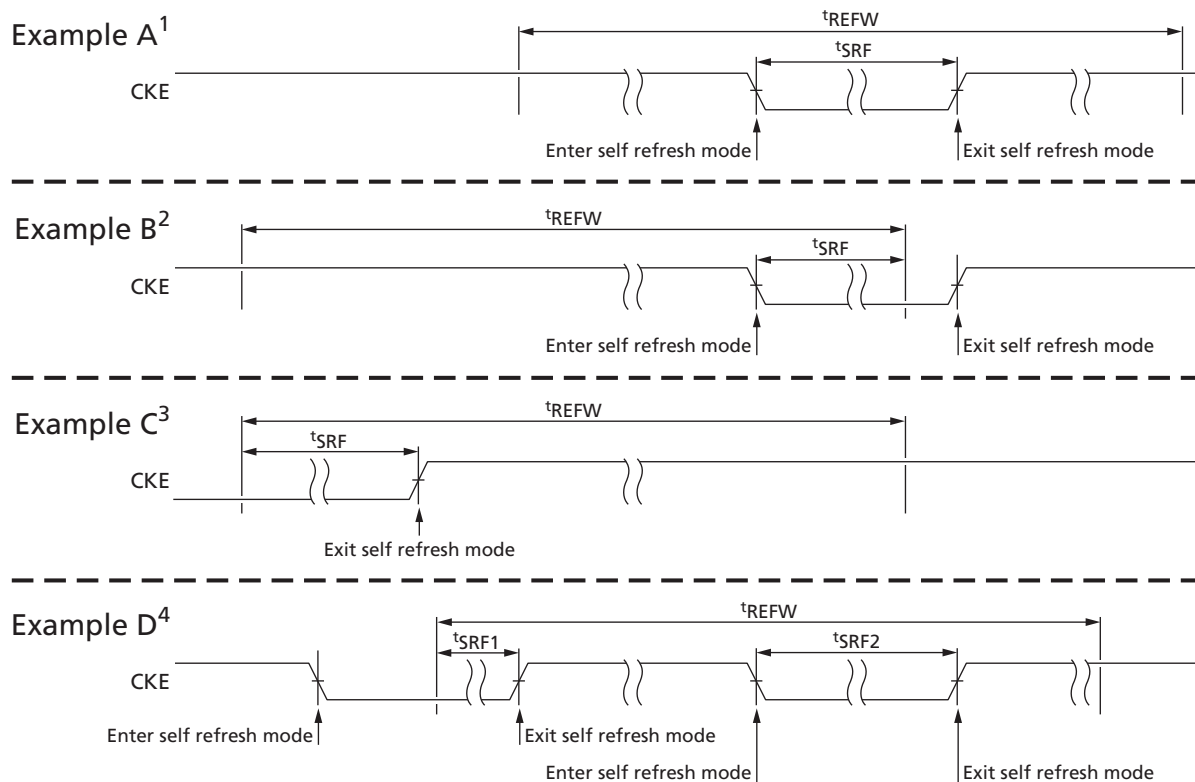 Example A¹
ᵗREFW
ᵗSRF
CKE
Enter self refresh mode
Exit self refresh mode
Example B²
ᵗREFW
ᵗSRF
CKE
Enter self refresh mode
Exit self refresh mode
Example C³
ᵗREFW
ᵗSRF
CKE
Exit self refresh mode
Example D⁴
ᵗREFW
ᵗSRF1
ᵗSRF2
CKE
Enter self refresh mode
Exit self refresh mode
Enter self refresh mode
Exit self refresh mode